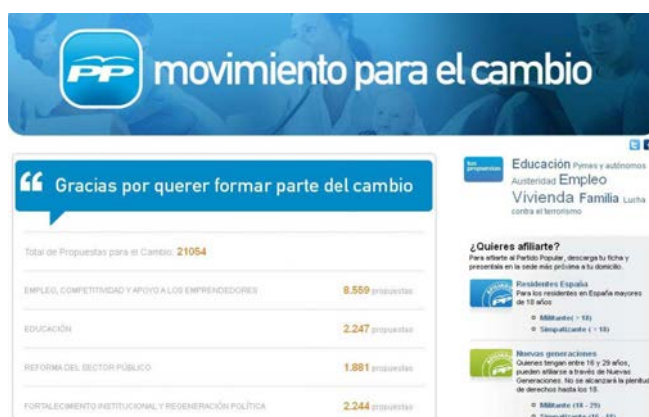 PP movimiento para el cambio
Gracias por querer formar parte del cambio
Total de Propuestas para el Cambio: 21054
EMPLEO, COMPETITIVIDAD Y APOYO A LOS EMPRENDEDORES 8.559 propuestas
EDUCACIÓN 2.247 propuestas
REFORMA DEL SECTOR PÚBLICO 1.881 propuestas
FORTALECIMIENTO INSTITUCIONAL Y REGENERACIÓN POLÍTICA 2.244 propuestas
tus
propuestas
Educación Pymes y autónomos
Austeridad Empleo
Vivienda Familia Lucha
contra el terrorismo
¿Quieres afiliarte?
Para afiliarte al Partido Popular, descarga tu ficha y
preséntala en la sede más próxima a tu domicilio.
Residentes España
Para los residentes en España mayores
de 18 años
Militante( > 18)
Simpatizante ( > 18)
Nuevas generaciones
Quienes tengan entre 16 y 29 años,
pueden afiliarse a través de Nuevas
Generaciones. No se alcanzará la plenitud
de derechos hasta los 18.
Militante (18 - 29)